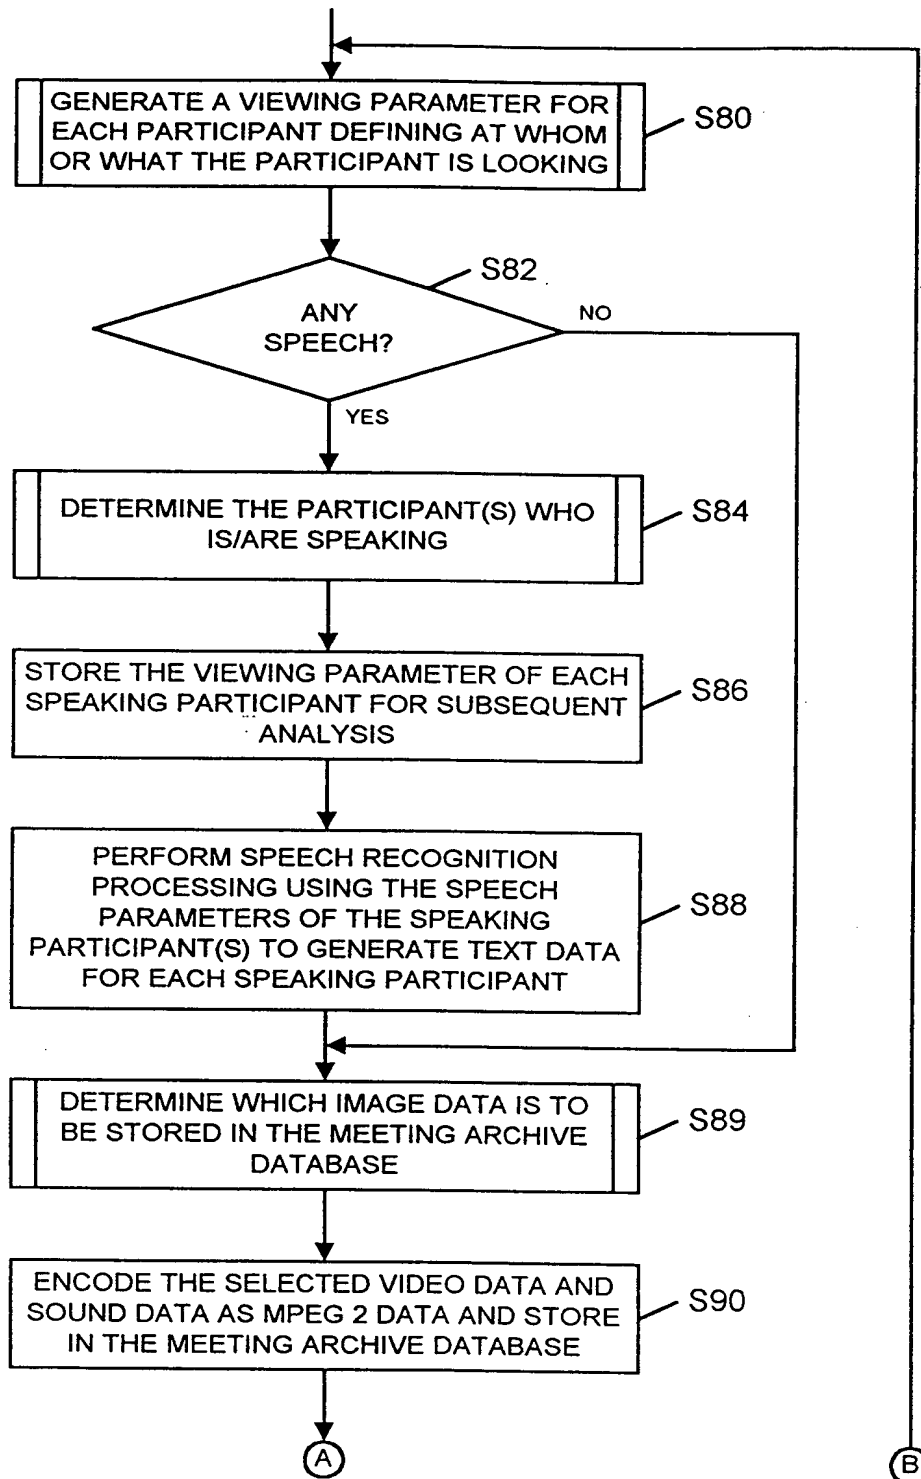 GENERATE A VIEWING PARAMETER FOR
EACH PARTICIPANT DEFINING AT WHOM
OR WHAT THE PARTICIPANT IS LOOKING
S80
S82
ANY
SPEECH?
NO
YES
DETERMINE THE PARTICIPANT(S) WHO
IS/ARE SPEAKING
S84
STORE THE VIEWING PARAMETER OF EACH
SPEAKING PARTICIPANT FOR SUBSEQUENT
ANALYSIS
S86
PERFORM SPEECH RECOGNITION
PROCESSING USING THE SPEECH
PARAMETERS OF THE SPEAKING
PARTICIPANT(S) TO GENERATE TEXT DATA
FOR EACH SPEAKING PARTICIPANT
S88
DETERMINE WHICH IMAGE DATA IS TO
BE STORED IN THE MEETING ARCHIVE
DATABASE
S89
ENCODE THE SELECTED VIDEO DATA AND
SOUND DATA AS MPEG 2 DATA AND STORE
IN THE MEETING ARCHIVE DATABASE
S90
A
B